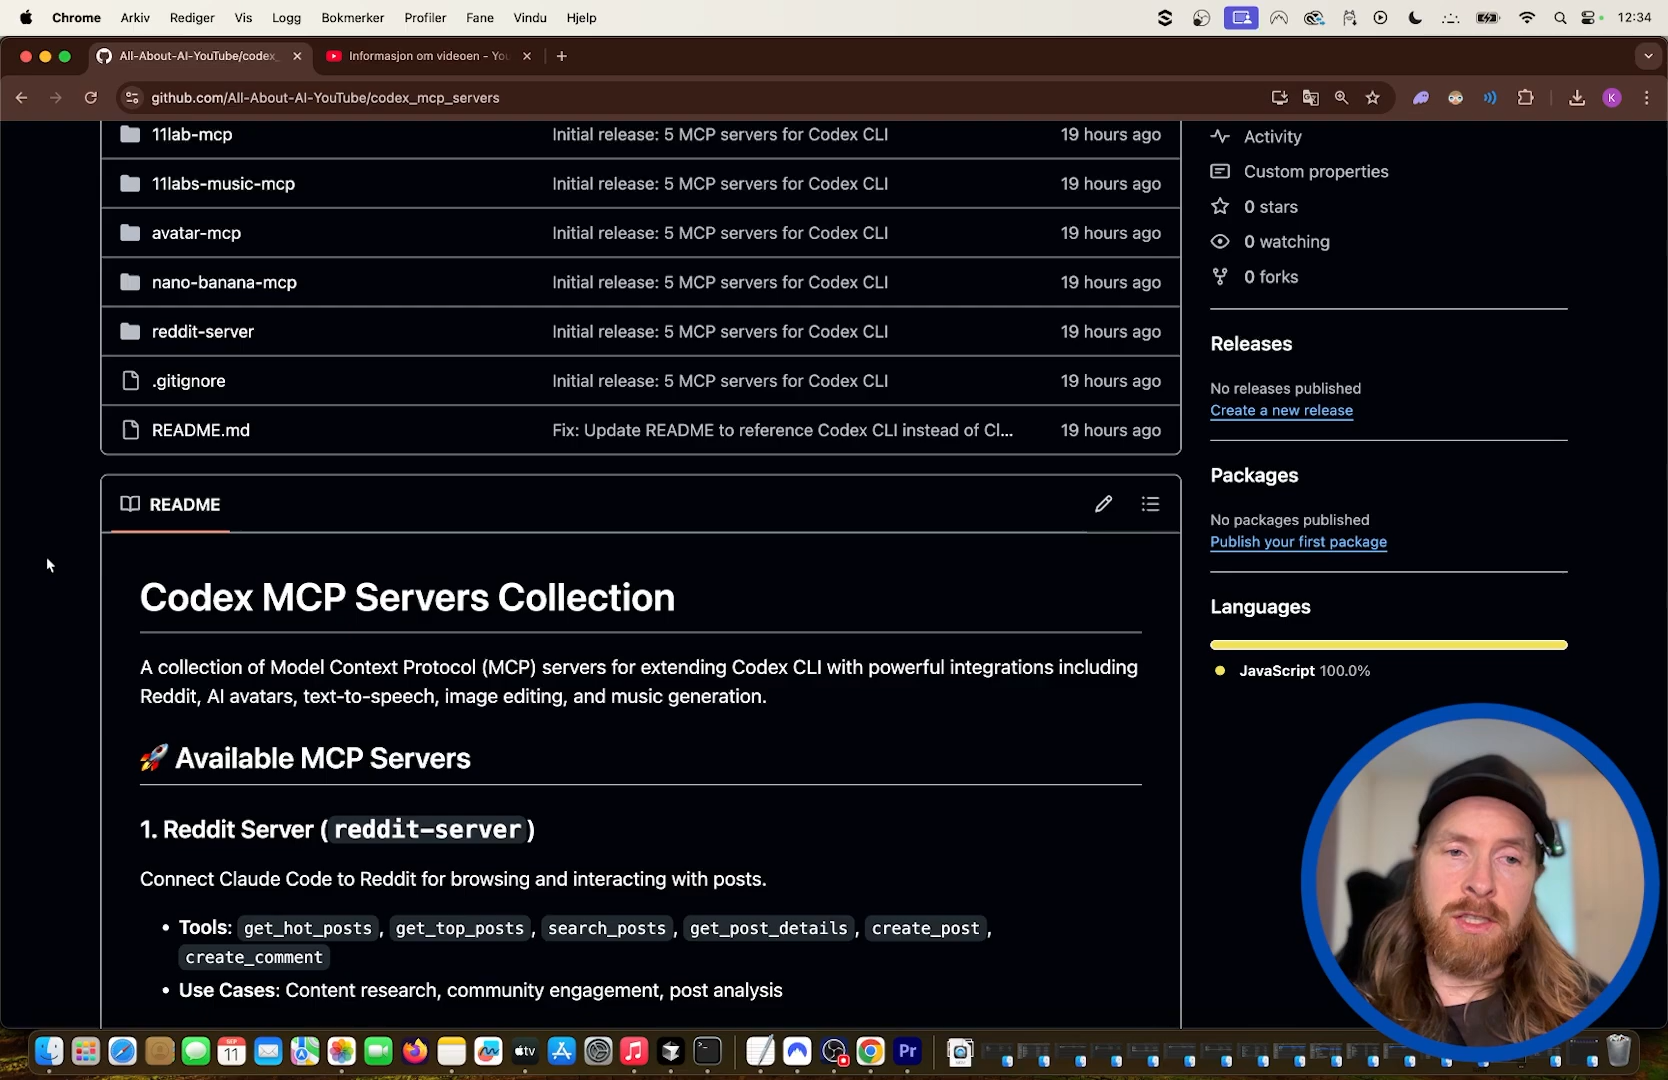 Chrome Arkiv Rediger Vis Logg Bokmerker Profiler Fane Vindu Hjelp 12:34
All-About-AI-YouTube/codex_ Informasjon om videoen - You
github.com/All-About-AI-YouTube/codex_mcp_servers K
11lab-mcp Initial release: 5 MCP servers for Codex CLI 19 hours ago
11labs-music-mcp Initial release: 5 MCP servers for Codex CLI 19 hours ago
avatar-mcp Initial release: 5 MCP servers for Codex CLI 19 hours ago
nano-banana-mcp Initial release: 5 MCP servers for Codex CLI 19 hours ago
reddit-server Initial release: 5 MCP servers for Codex CLI 19 hours ago
.gitignore Initial release: 5 MCP servers for Codex CLI 19 hours ago
README.md Fix: Update README to reference Codex CLI instead of Cl... 19 hours ago
README
Codex MCP Servers Collection
A collection of Model Context Protocol (MCP) servers for extending Codex CLI with powerful integrations including
Reddit, AI avatars, text-to-speech, image editing, and music generation.
🚀 Available MCP Servers
1. Reddit Server (reddit-server)
Connect Claude Code to Reddit for browsing and interacting with posts.
• Tools: get_hot_posts, get_top_posts, search_posts, get_post_details, create_post,
create_comment
• Use Cases: Content research, community engagement, post analysis
Activity
Custom properties
0 stars
0 watching
0 forks
Releases
No releases published
Create a new release
Packages
No packages published
Publish your first package
Languages
JavaScript 100.0%
SEP
11
tv
Pr